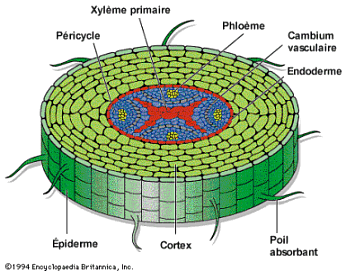 Xylème primaire
Phloème
Péricycle
Cambium
vasculaire
Endoderme
Épiderme
Cortex
Poil
absorbant
©1994 Encyclopaedia Britannica, Inc.